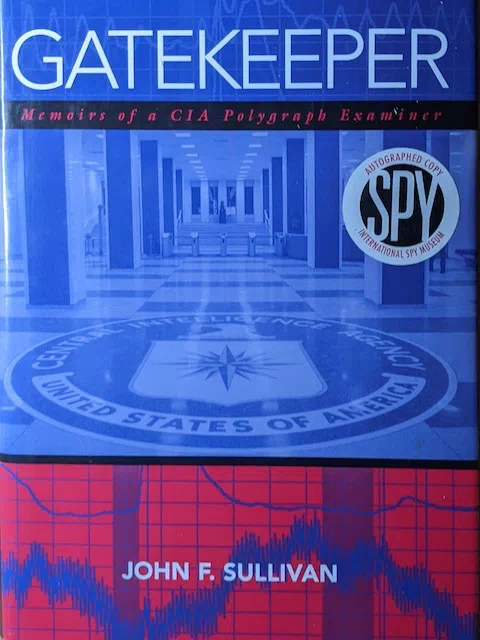 GATEKEEPER
Memoirs of a CIA Polygraph Examiner
AUTOGRAPHED COPY
SPY
INTERNATIONAL SPY MUSEUM
CENTRAL INTELLIGENCE AGENCY
UNITED STATES OF AMERICA
JOHN F. SULLIVAN